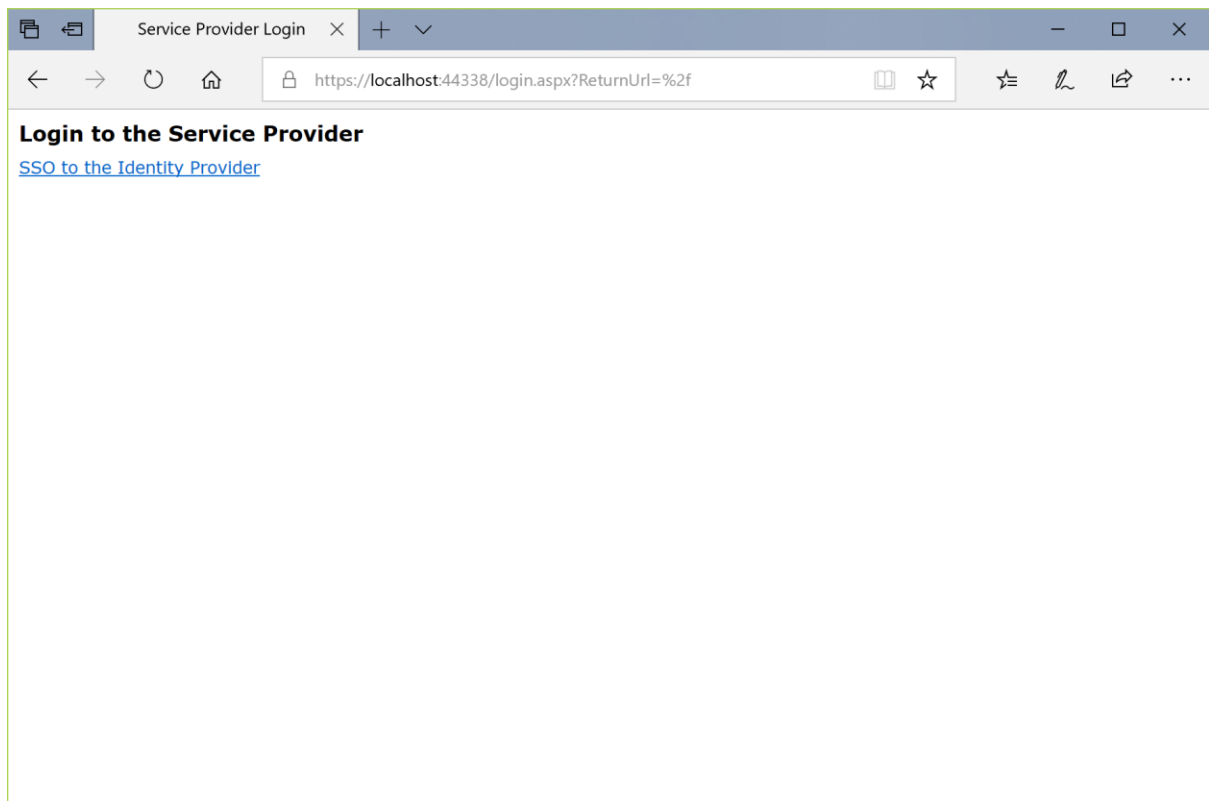 Service Provider Login
https://localhost:44338/login.aspx?ReturnUrl=%2f
Login to the Service Provider
SSO to the Identity Provider